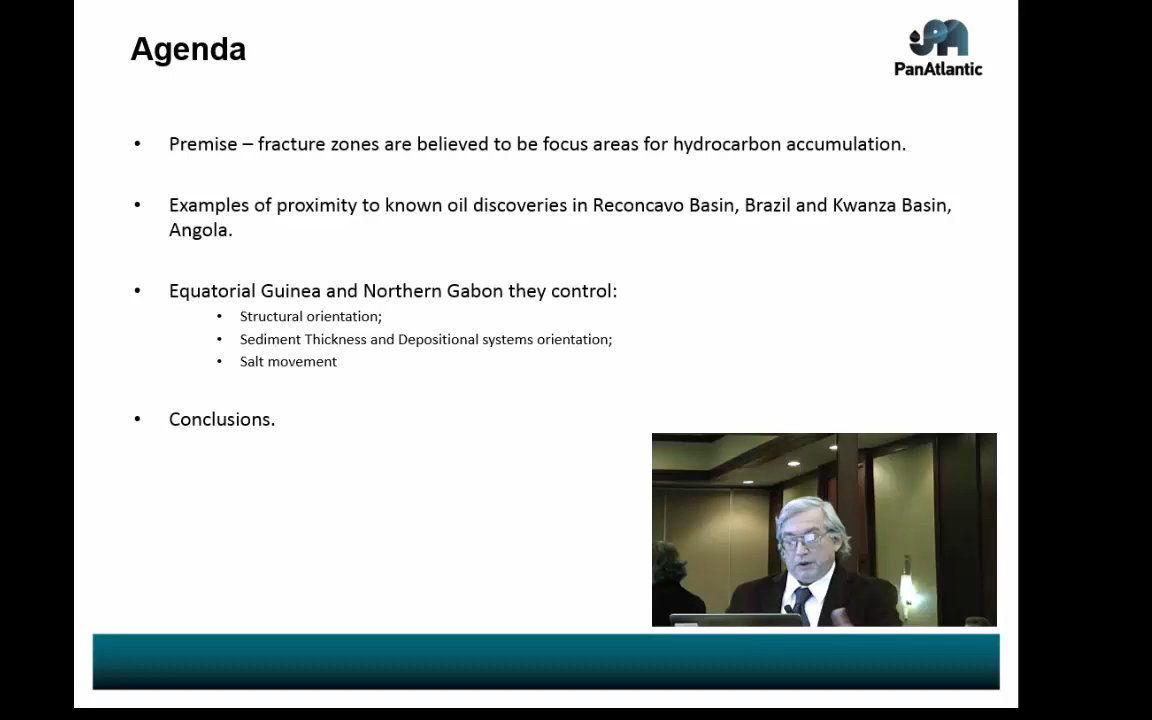 Agenda
PanAtlantic
• Premise – fracture zones are believed to be focus areas for hydrocarbon accumulation.
• Examples of proximity to known oil discoveries in Reconcavo Basin, Brazil and Kwanza Basin,
Angola.
• Equatorial Guinea and Northern Gabon they control:
• Structural orientation;
• Sediment Thickness and Depositional systems orientation;
• Salt movement
• Conclusions.